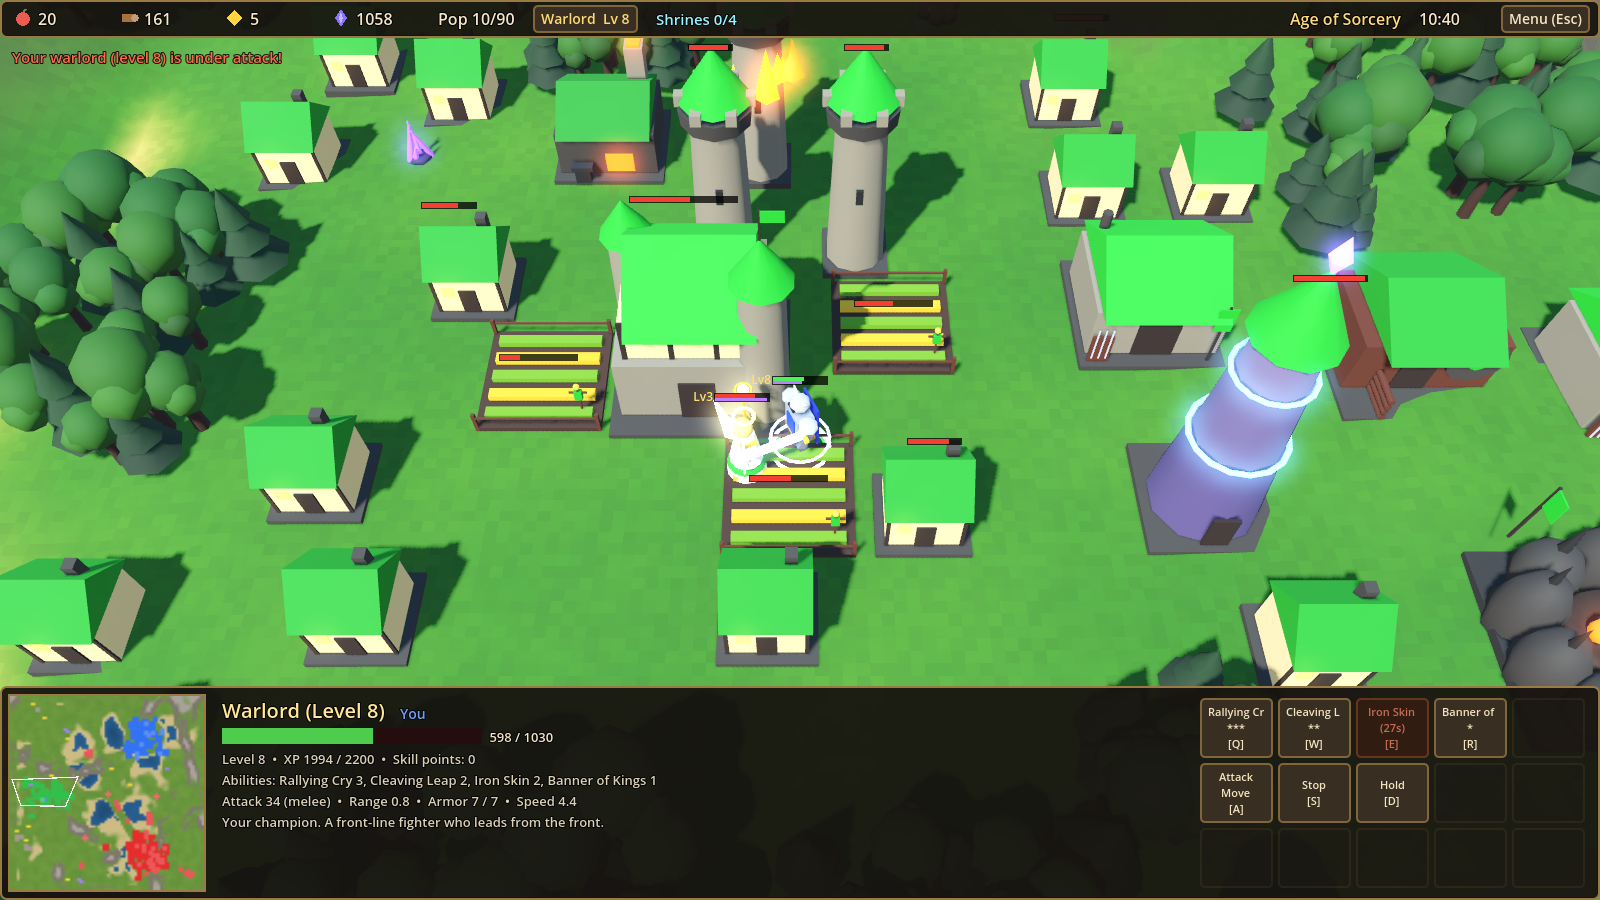 20 161 5 1058 Pop 10/90 Warlord Lv 8 Shrines 0/4 Age of Sorcery 10:40 Menu (Esc)
Your warlord (level 8) is under attack!
Lv8
Lv3
Warlord (Level 8) You
598 / 1030
Level 8 • XP 1994 / 2200 • Skill points: 0
Abilities: Rallying Cry 3, Cleaving Leap 2, Iron Skin 2, Banner of Kings 1
Attack 34 (melee) • Range 0.8 • Armor 7 / 7 • Speed 4.4
Your champion. A front-line fighter who leads from the front.
Rallying Cr
***
[Q]
Cleaving L
**
[W]
Iron Skin
(27s)
[E]
Banner of
*
[R]
Attack
Move
[A]
Stop
[S]
Hold
[D]